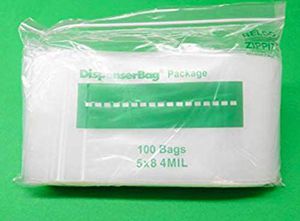 DispenserBag® Package
100 Bags
5x8 4MIL